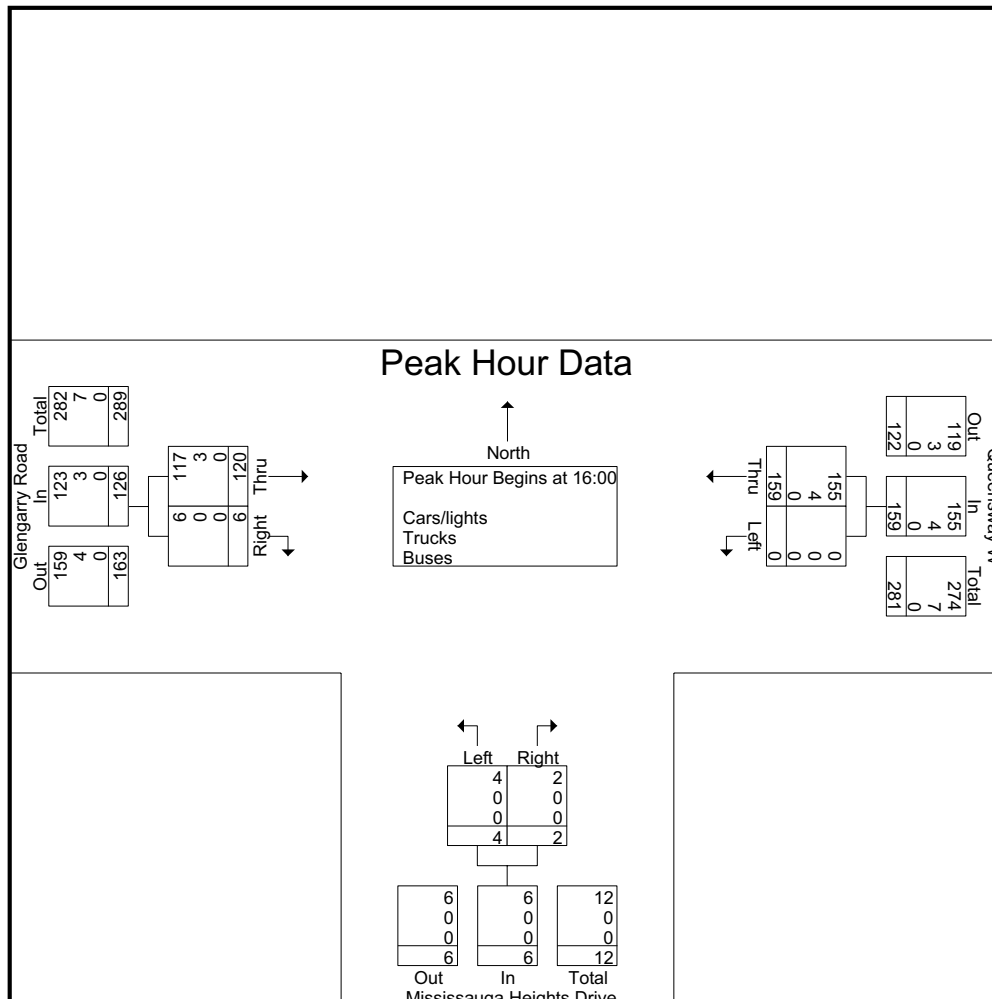 Peak Hour Data
North
Peak Hour Begins at 16:00
Cars/lights
Trucks
Buses
Glengarry Road
Total
282
7
0
289
In
123
3
0
126
Out
159
4
0
163
Thru
117
3
0
120
Right
6
0
0
6
Thru
155
4
0
159
Left
0
0
0
0
Queensway W
Out
119
3
0
122
In
155
4
0
159
Total
274
7
0
281
Left Right
4 2
0 0
0 0
4 2
6 6 12
0 0 0
0 0 0
6 6 12
Out In Total
Mississauga Heights Drive